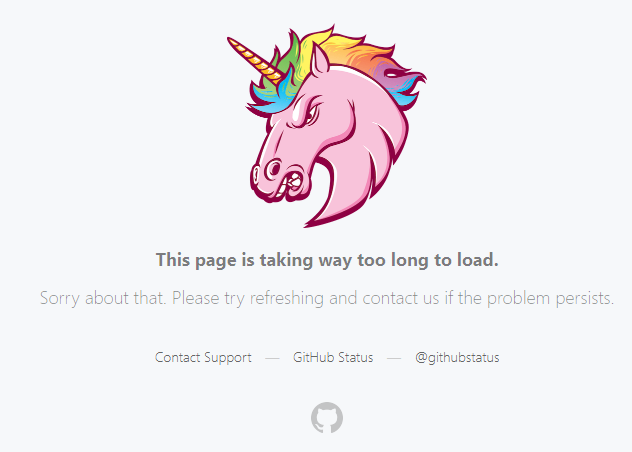 This page is taking way too long to load.
Sorry about that. Please try refreshing and contact us if the problem persists.
Contact Support — GitHub Status — @githubstatus